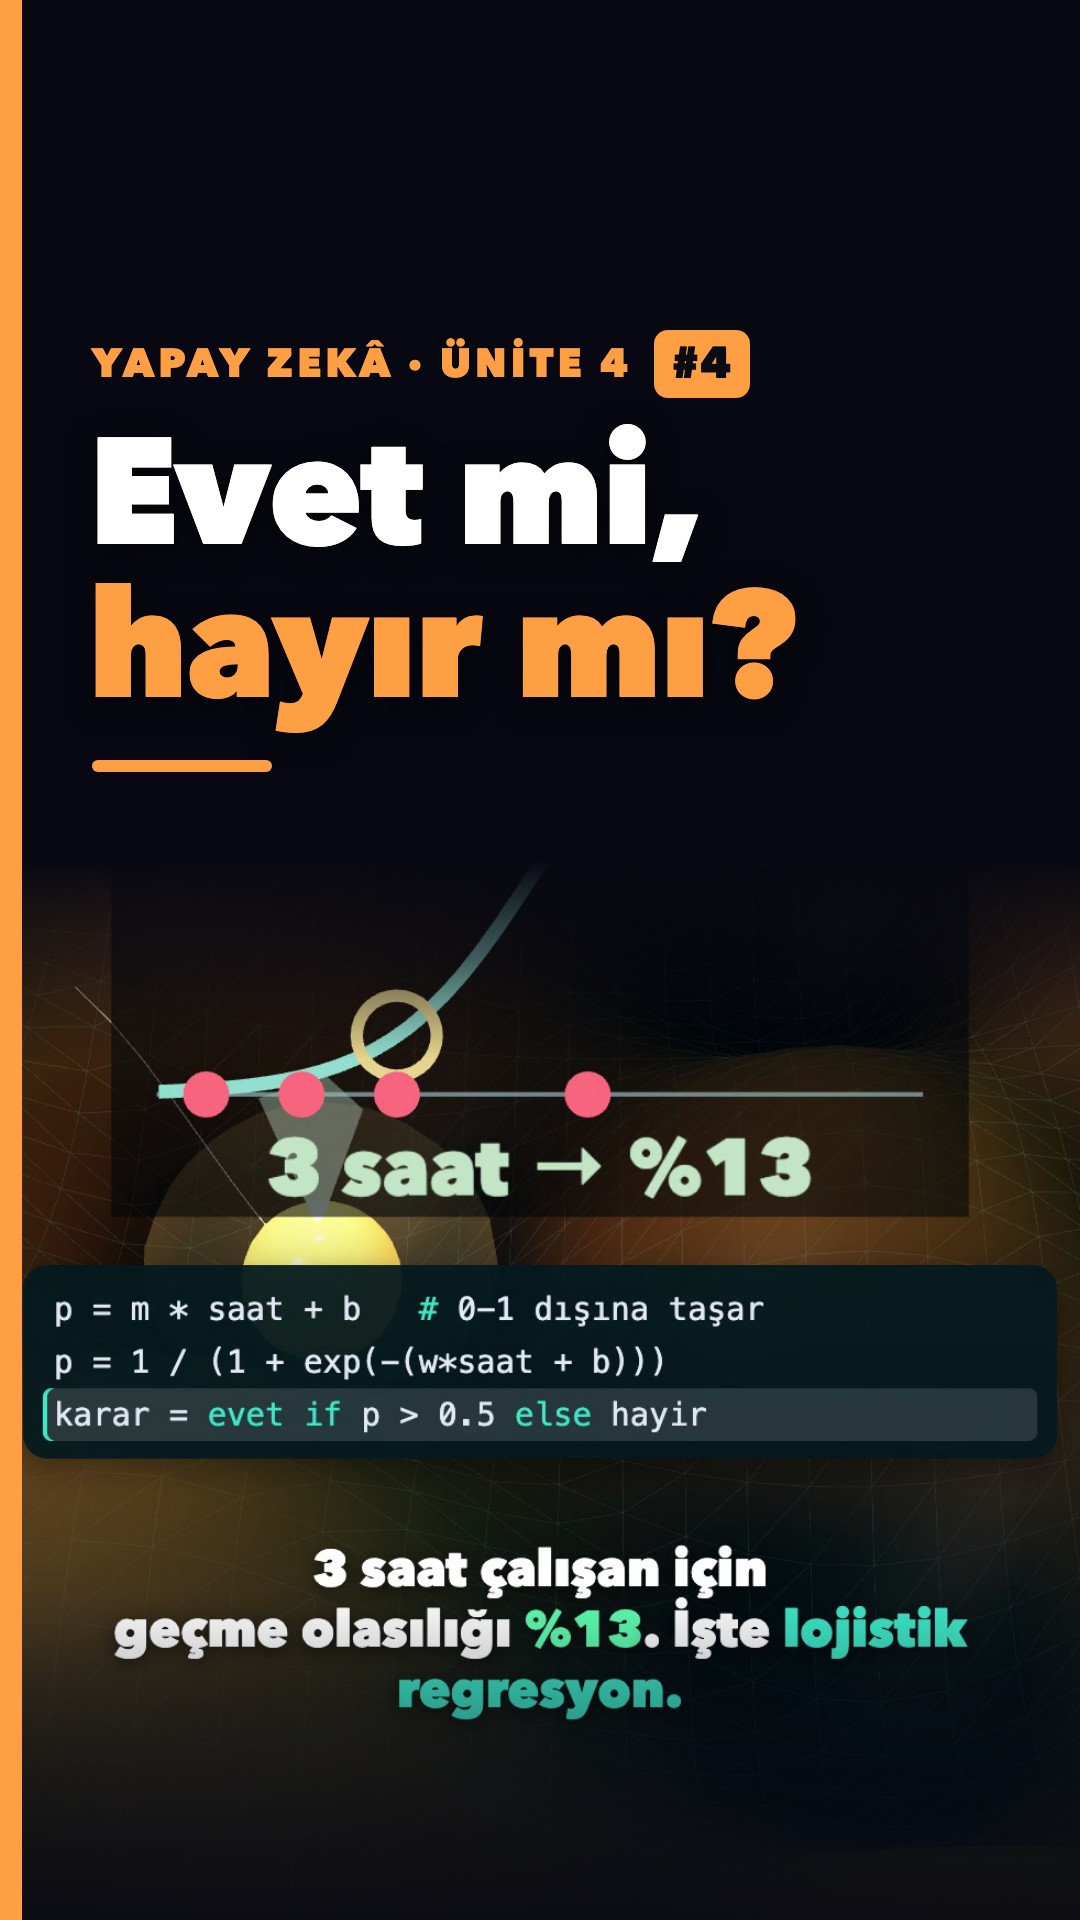 YAPAY ZEKÂ • ÜNİTE 4 #4
Evet mi,
hayır mı?
3 saat → %13
p = m * saat + b   # 0-1 dışına taşar
p = 1 / (1 + exp(-(w*saat + b)))
karar = evet if p > 0.5 else hayir
3 saat çalışan için
geçme olasılığı %13. İşte lojistik
regresyon.